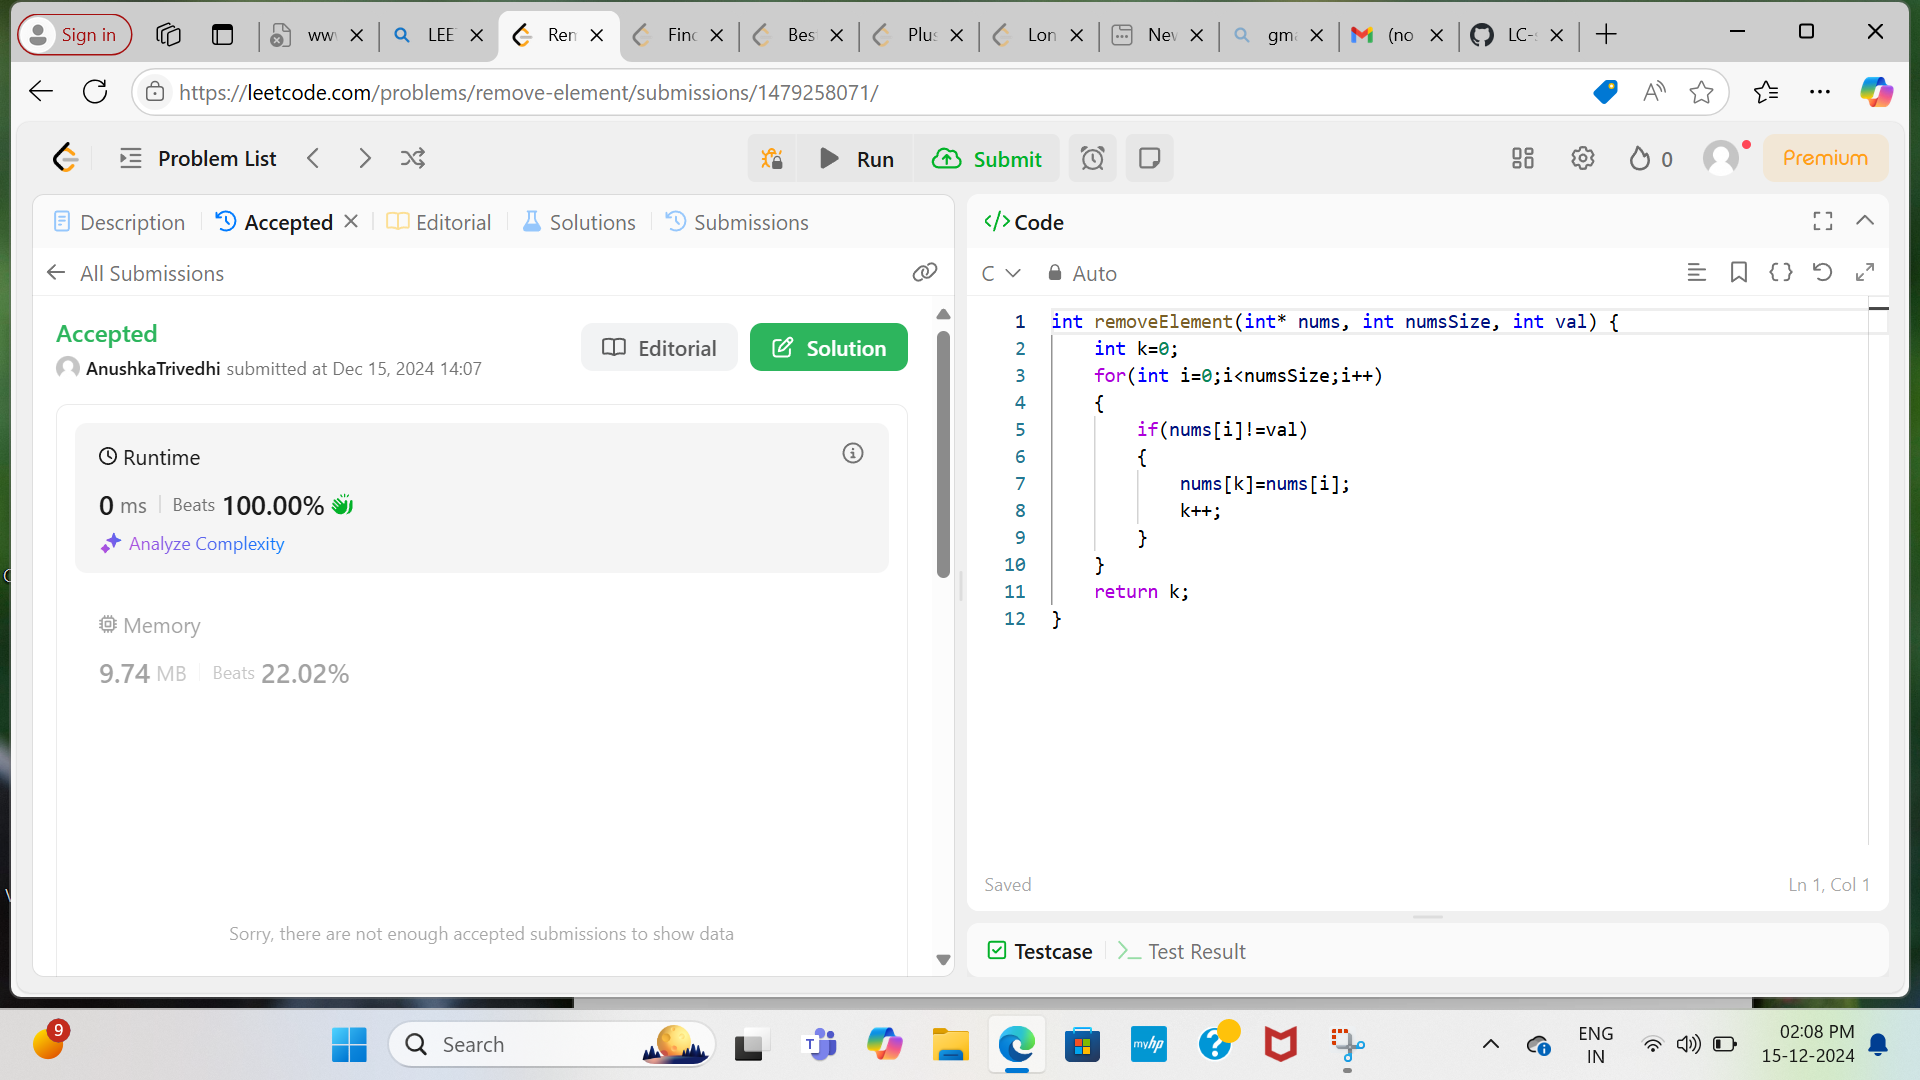 Sign in
www
LEE
Ren
Find
Best
Plus
Lon
New
gma
(no
LC-
https://leetcode.com/problems/remove-element/submissions/1479258071/
Problem List
Run
Submit
0
Premium
Description
Accepted
Editorial
Solutions
Submissions
All Submissions
Accepted
AnushkaTrivedhi submitted at Dec 15, 2024 14:07
Editorial
Solution
Runtime
0 ms
Beats 100.00%
Analyze Complexity
Memory
9.74 MB
Beats 22.02%
Sorry, there are not enough accepted submissions to show data
</> Code
C
Auto
1 int removeElement(int* nums, int numsSize, int val) {
2 int k=0;
3 for(int i=0;i<numsSize;i++)
4 {
5 if(nums[i]!=val)
6 {
7 nums[k]=nums[i];
8 k++;
9 }
10 }
11 return k;
12 }
Saved
Ln 1, Col 1
Testcase
Test Result
9
Search
myhp
ENG
IN
02:08 PM
15-12-2024